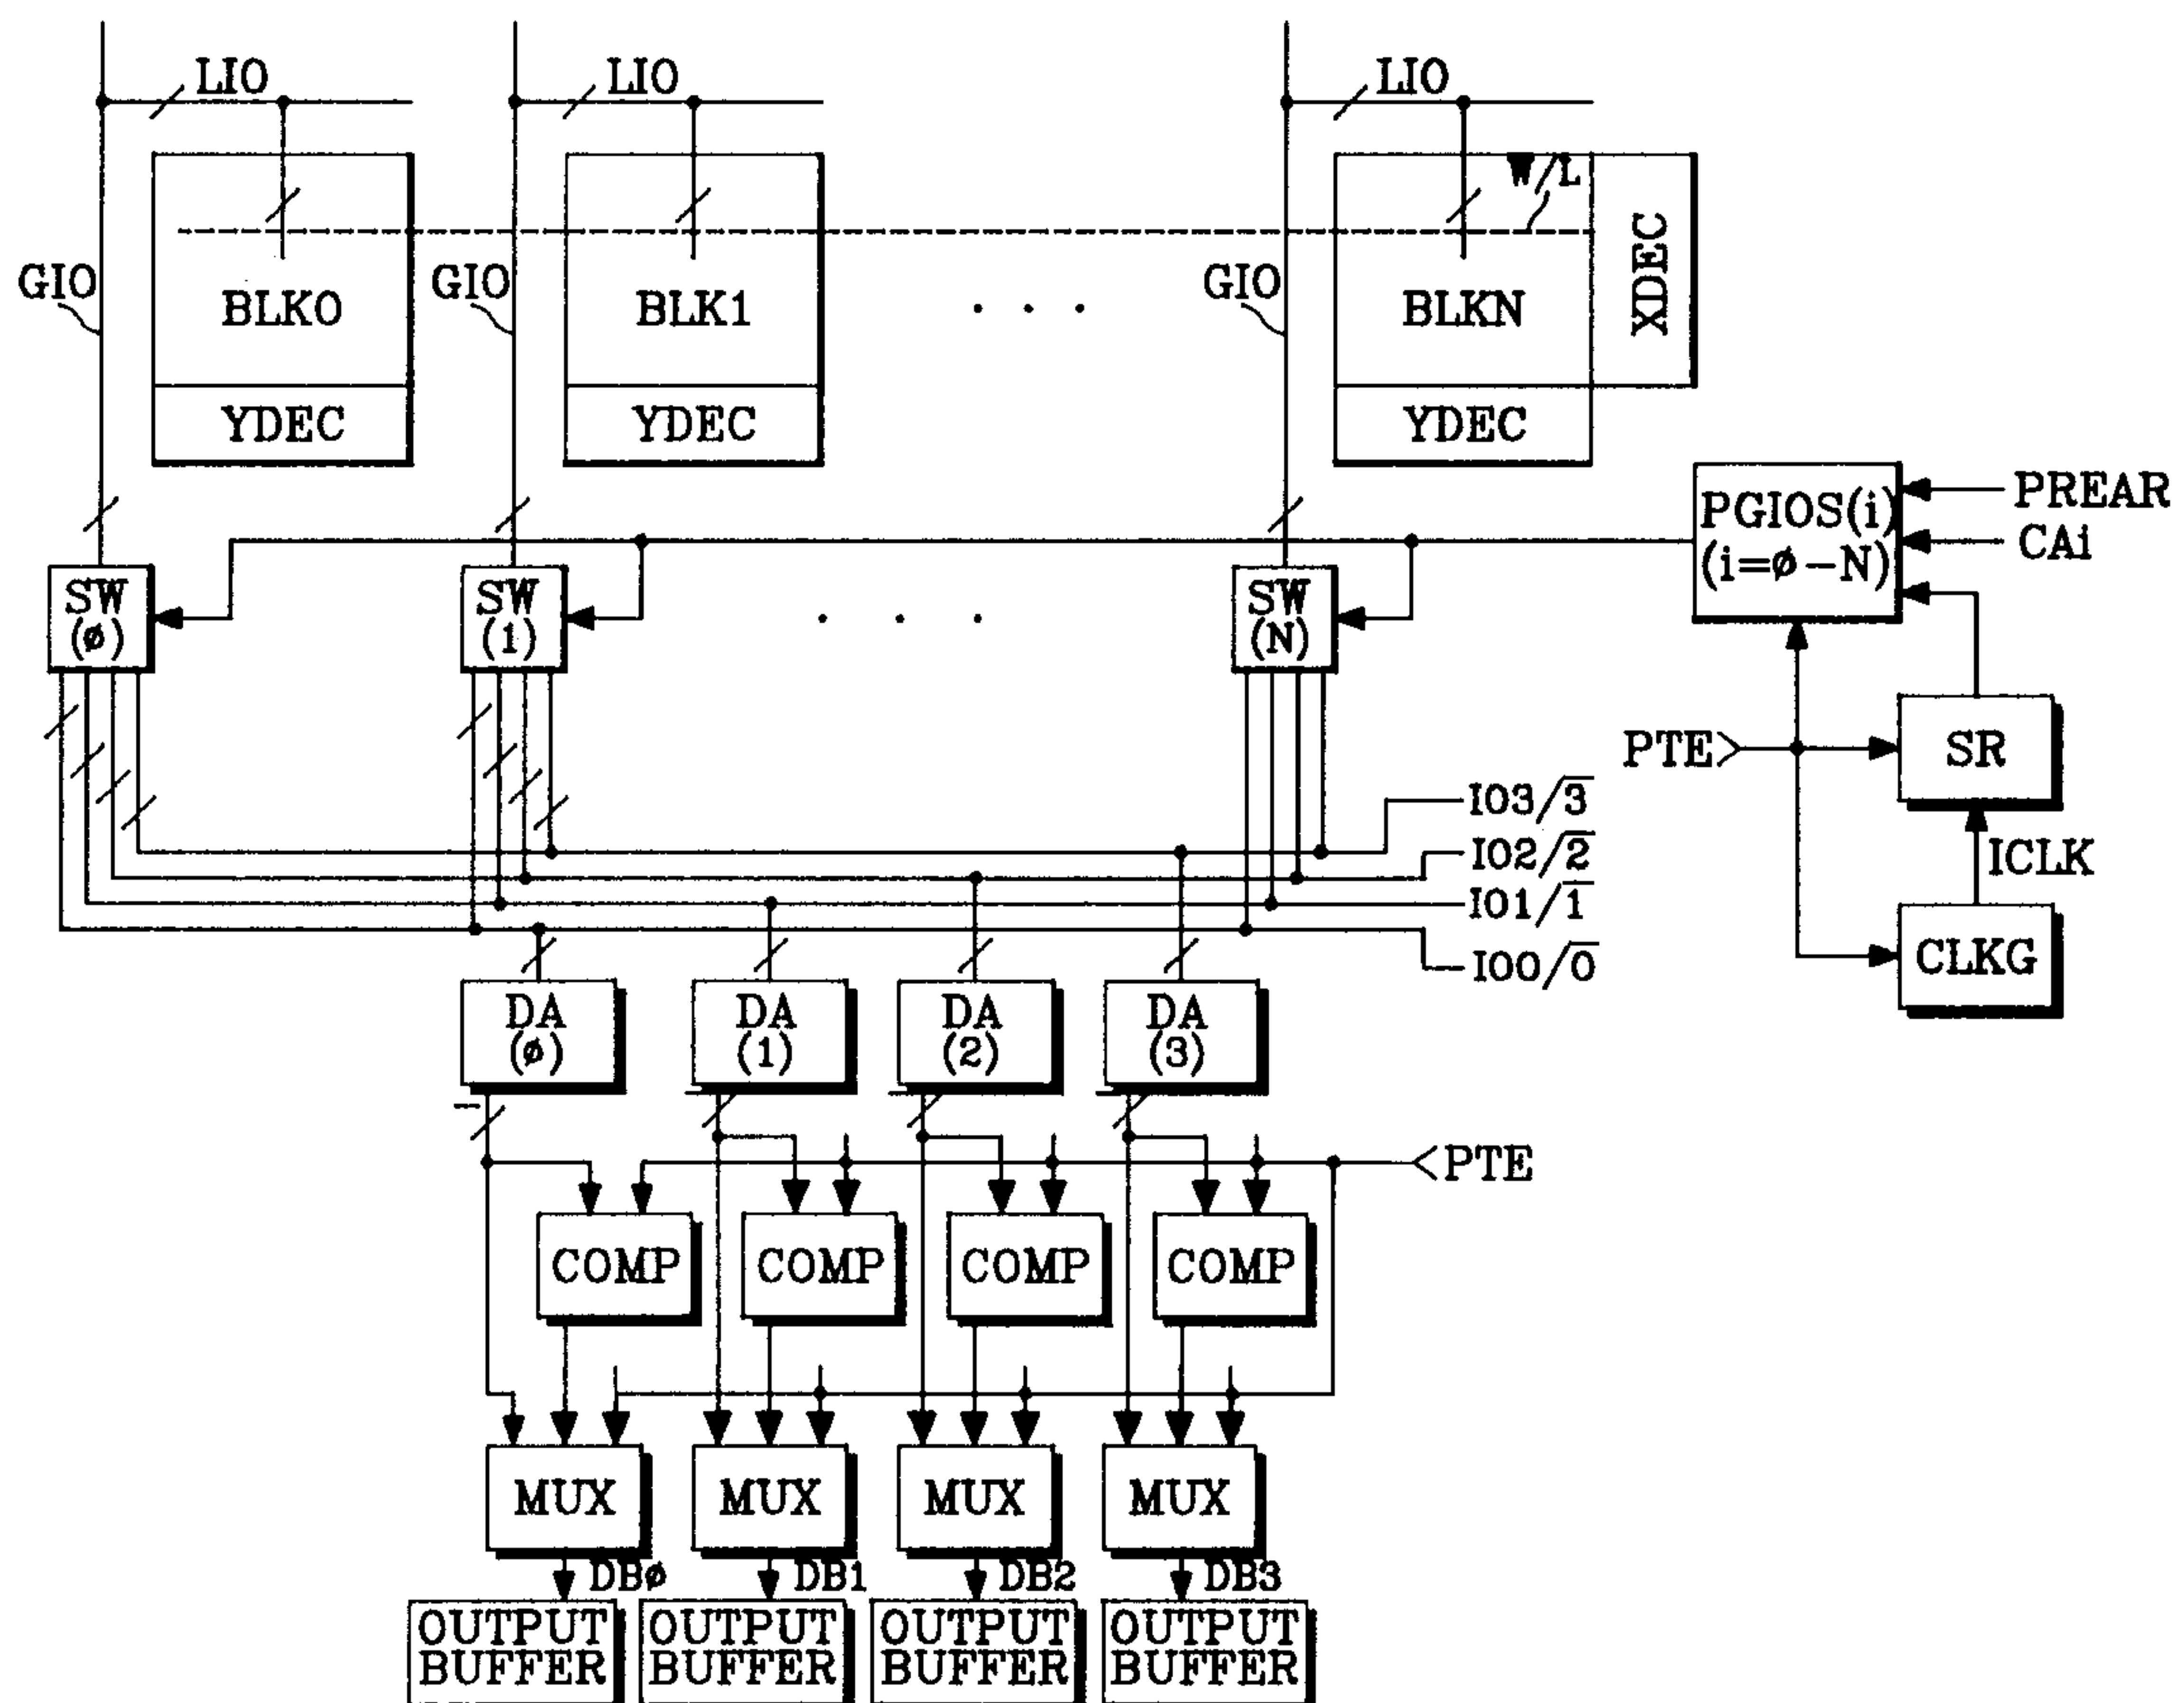 LIO
LIO
LIO
W/L
XDEC
GIO
BLK0
GIO
BLK1
. . .
GIO
BLKN
YDEC
YDEC
YDEC
PGIOS(i)
(i=ø-N)
PREAR
CAi
SW
(ø)
SW
(1)
. . .
SW
(N)
PTE
SR
IO3/3̅
IO2/2̅
IO1/1̅
IO0/0̅
ICLK
CLKG
DA
(ø)
DA
(1)
DA
(2)
DA
(3)
PTE
COMP
COMP
COMP
COMP
MUX
MUX
MUX
MUX
DBø
DB1
DB2
DB3
OUTPUT
BUFFER
OUTPUT
BUFFER
OUTPUT
BUFFER
OUTPUT
BUFFER